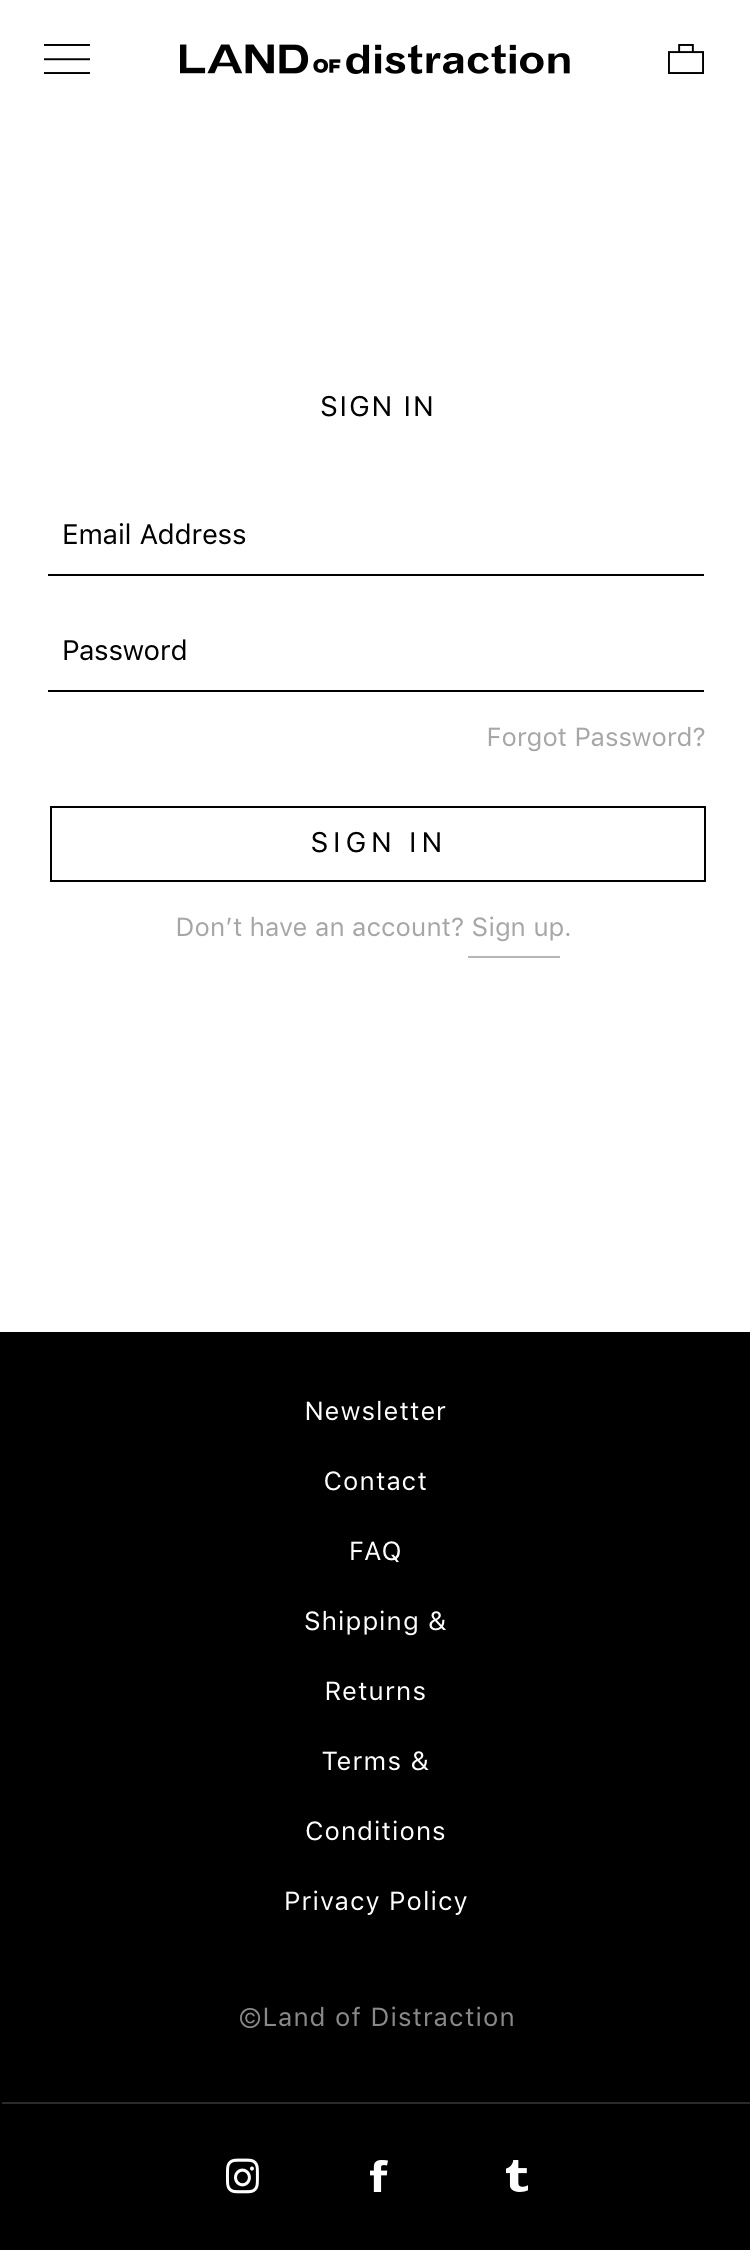 LAND OF distraction
SIGN IN
Email Address
Password
Forgot Password?
SIGN IN
Don’t have an account? Sign up.
Newsletter
Contact
FAQ
Shipping &
Returns
Terms &
Conditions
Privacy Policy
©Land of Distraction